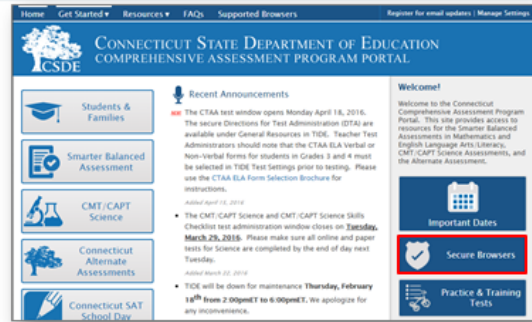 Home Get Started ▾ Resources ▾ FAQs Supported Browsers Register for email updates | Manage Settings
CSDE
CONNECTICUT STATE DEPARTMENT OF EDUCATION
COMPREHENSIVE ASSESSMENT PROGRAM PORTAL
Students &
Families
Smarter Balanced
Assessment
CMT/CAPT
Science
Connecticut
Alternate
Assessments
Connecticut SAT
School Day
Recent Announcements
The CTAA test window opens Monday April 18, 2016.
The secure Directions for Test Administration (DTA) are
available under General Resources in TIDE. Teacher Test
Administrators should note that the CTAA ELA Verbal or
Non-Verbal forms for students in Grades 3 and 4 must
be selected in TIDE Test Settings prior to testing. Please
use the CTAA ELA Form Selection Brochure for
instructions.
Added April 15, 2016
• The CMT/CAPT Science and CMT/CAPT Science Skills
Checklist test administration window closes on Tuesday,
March 29, 2016. Please make sure all online and paper
tests for Science are completed by the end of day next
Tuesday.
Added March 22, 2016
• TIDE will be down for maintenance Thursday, February
18th from 2:00pmET to 6:00pmET. We apologize for
any inconvenience.
Welcome!
Welcome to the Connecticut
Comprehensive Assessment Program
Portal. This site provides access to
resources for the Smarter Balanced
Assessments in Mathematics and
English Language Arts/Literacy,
CMT/CAPT Science Assessments, and
the Alternate Assessment.
Important Dates
Secure Browsers
Practice & Training
Tests